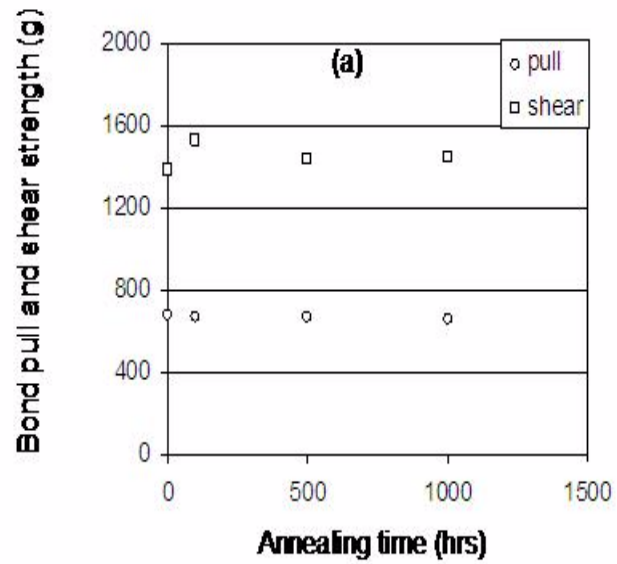 Bond pull and shear strength (g)
2000
1600
1200
800
400
0
(a)
pull
shear
0 500 1000 1500
Annealing time (hrs)